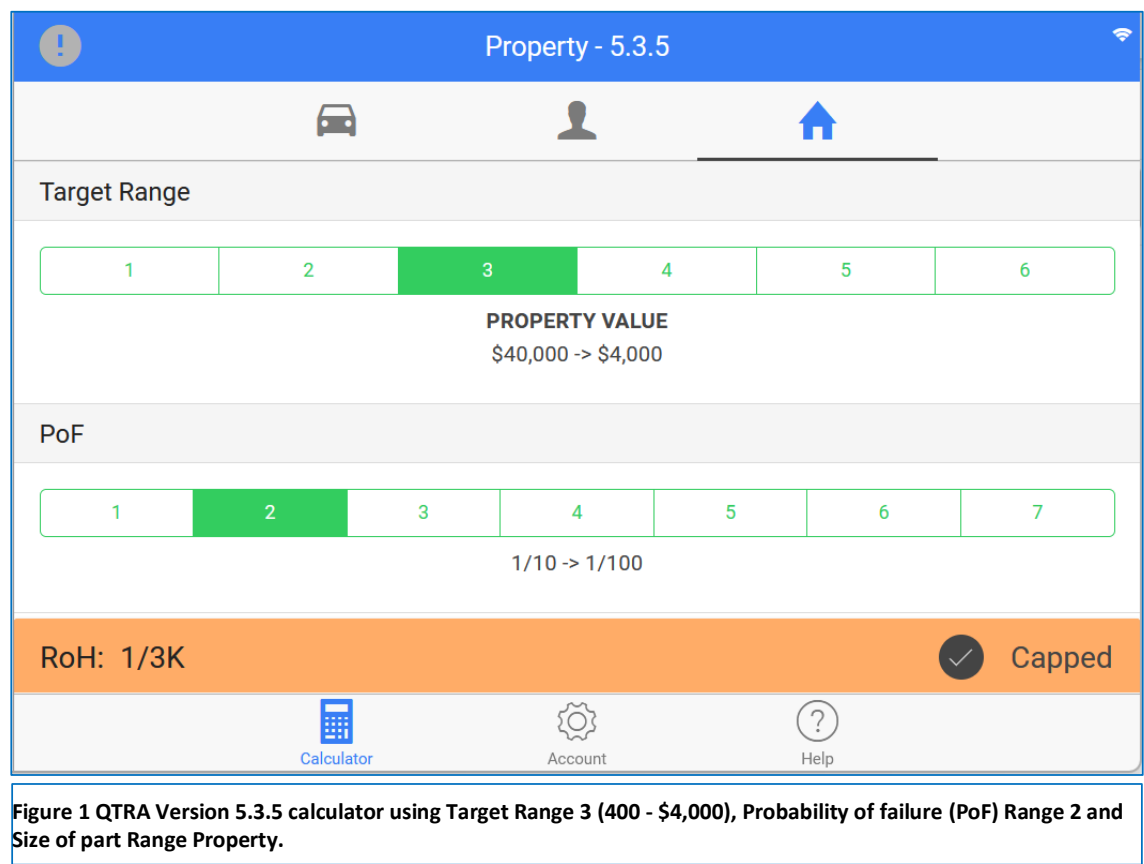 Property - 5.3.5
Target Range
1 2 3 4 5 6
PROPERTY VALUE
$40,000 -> $4,000
PoF
1 2 3 4 5 6 7
1/10 -> 1/100
RoH: 1/3K Capped
Calculator Account Help
Figure 1 QTRA Version 5.3.5 calculator using Target Range 3 (400 - $4,000), Probability of failure (PoF) Range 2 and
Size of part Range Property.